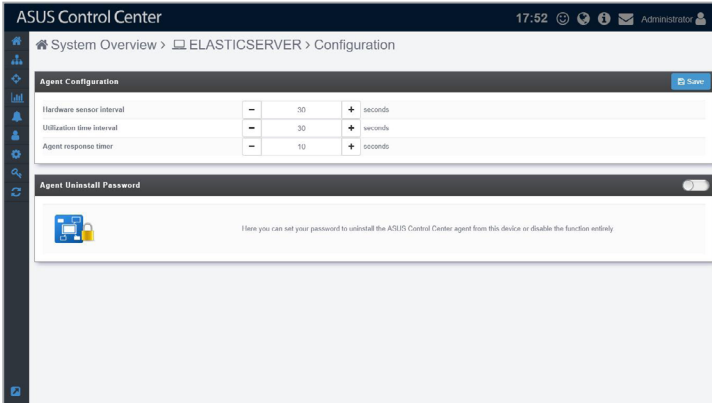 ASUS Control Center
17:52
Administrator
System Overview > ELASTICSERVER > Configuration
Agent Configuration
Save
Hardware sensor interval
− 30 + seconds
Utilization time interval
− 30 + seconds
Agent response timer
− 10 + seconds
Agent Uninstall Password
Here you can set your password to uninstall the ASUS Control Center agent from this device or disable the function entirely.